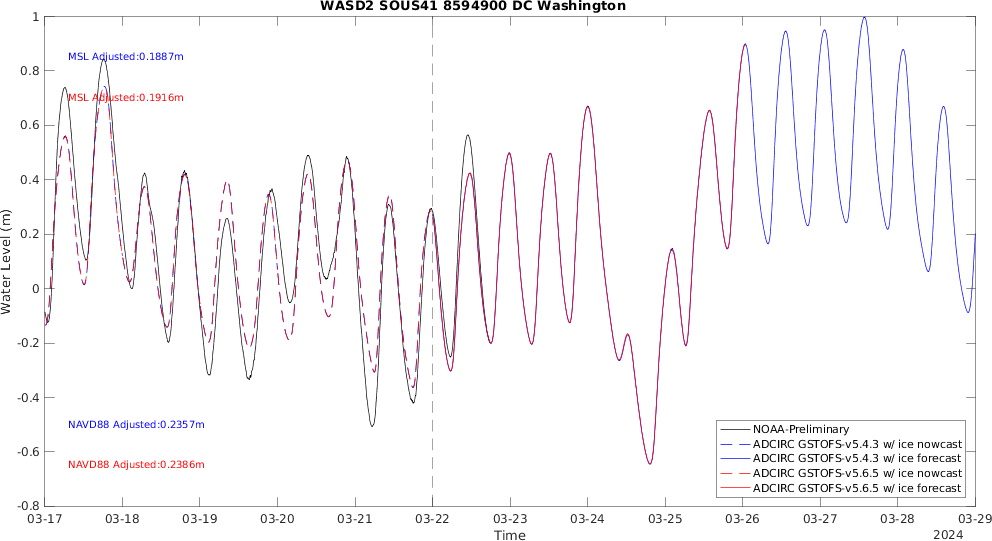 WASD2 SOUS41 8594900 DC Washington
1
0.8
0.6
0.4
0.2
0
-0.2
-0.4
-0.6
-0.8
Water Level (m)
MSL Adjusted:0.1887m
MSL Adjusted:0.1916m
NAVD88 Adjusted:0.2357m
NAVD88 Adjusted:0.2386m
NOAA-Preliminary
ADCIRC GSTOFS-v5.4.3 w/ ice nowcast
ADCIRC GSTOFS-v5.4.3 w/ ice forecast
ADCIRC GSTOFS-v5.6.5 w/ ice nowcast
ADCIRC GSTOFS-v5.6.5 w/ ice forecast
03-17 03-18 03-19 03-20 03-21 03-22 03-23 03-24 03-25 03-26 03-27 03-28 03-29
Time
2024